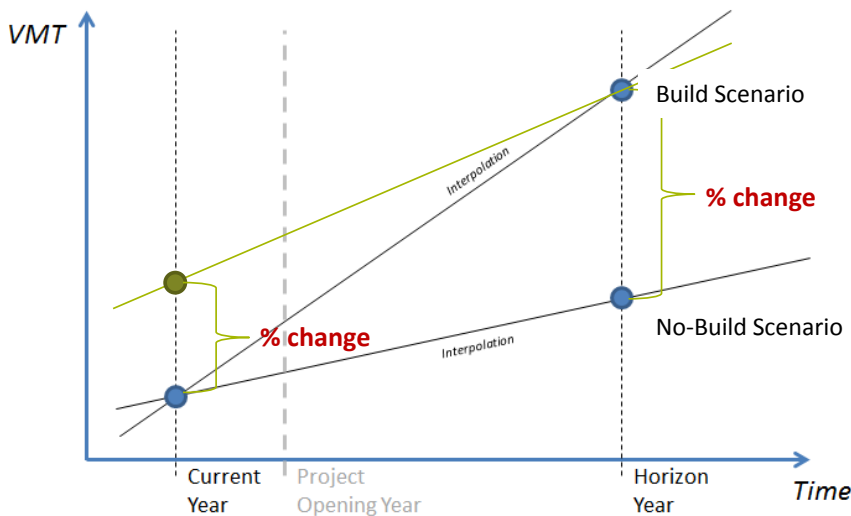 VMT
Build Scenario
Interpolation
% change
% change
No-Build Scenario
Interpolation
Current
Year
Project
Opening Year
Horizon
Year
Time